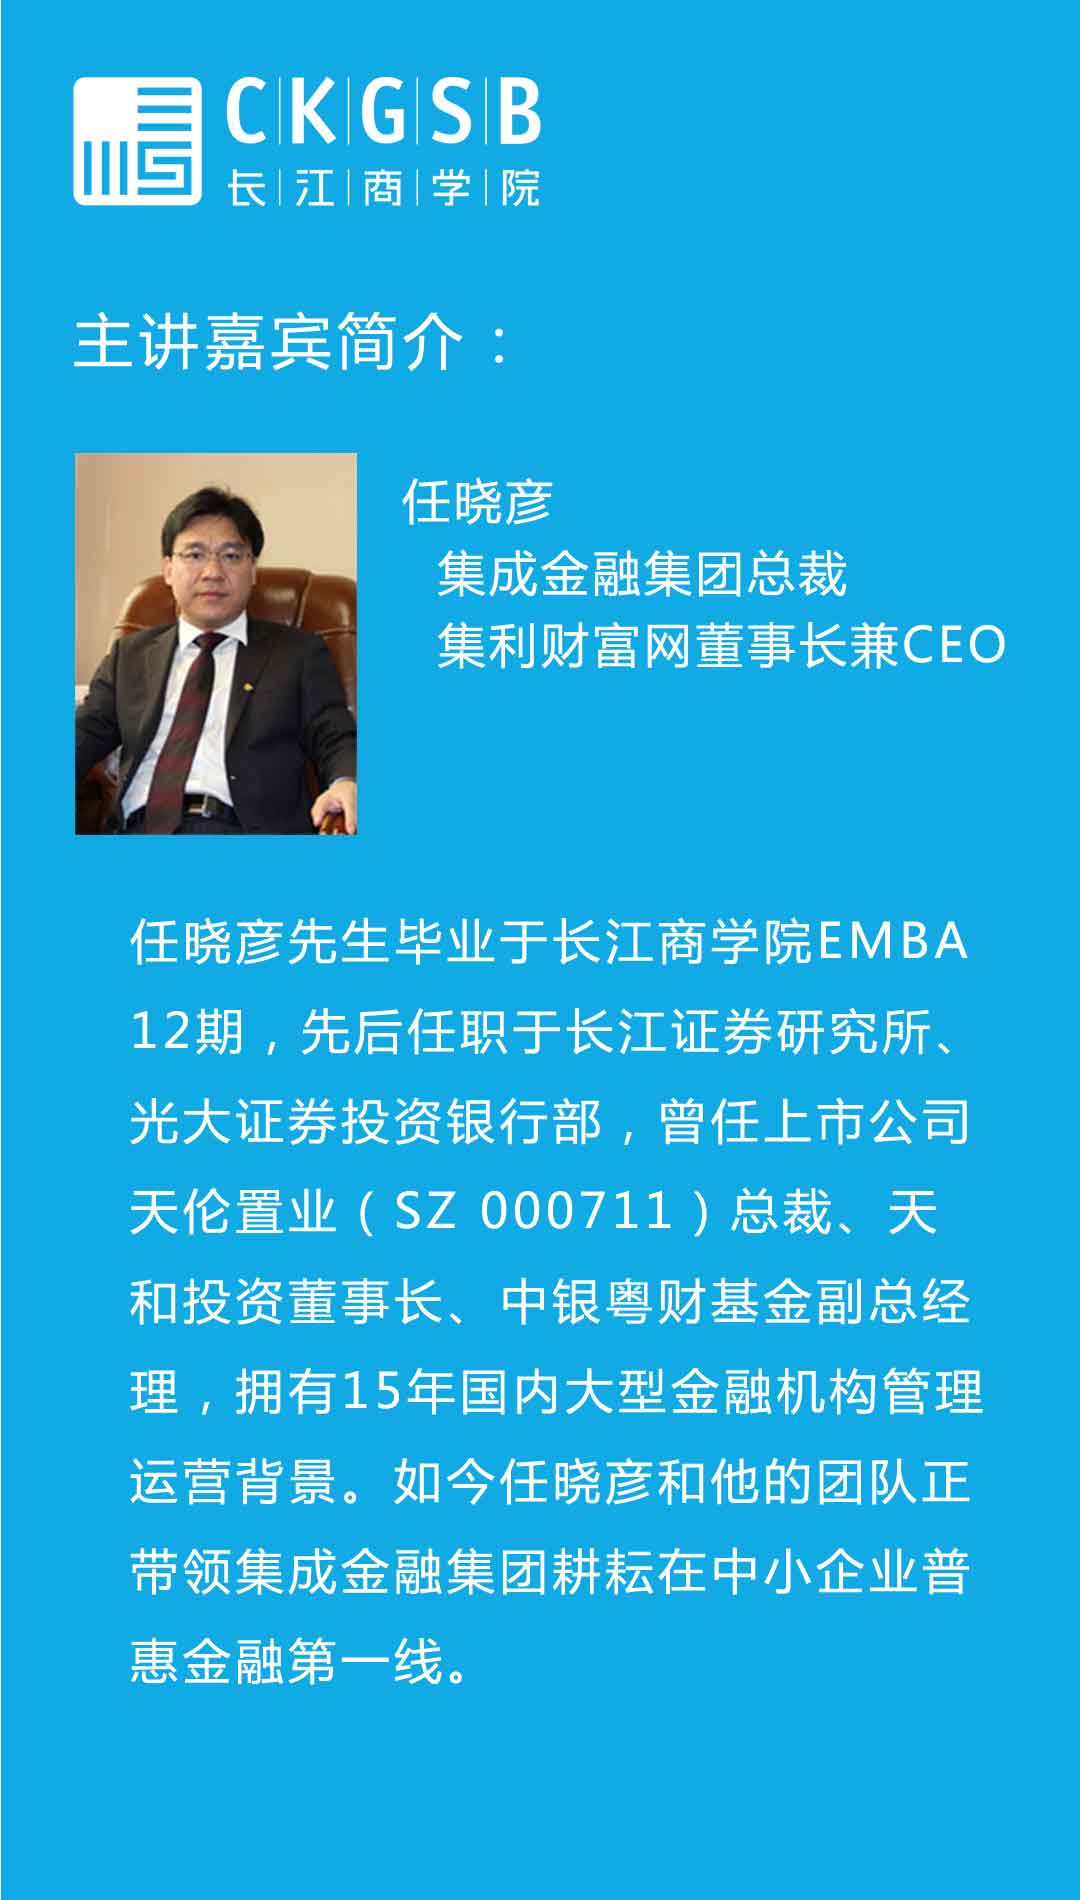 CKGSB
长江商学院
主讲嘉宾简介：
任晓彦
集成金融集团总裁
集利财富网董事长兼CEO
任晓彦先生毕业于长江商学院EMBA
12期，先后任职于长江证券研究所、
光大证券投资银行部，曾任上市公司
天伦置业（SZ 000711）总裁、天
和投资董事长、中银粤财基金副总经
理，拥有15年国内大型金融机构管理
运营背景。如今任晓彦和他的团队正
带领集成金融集团耕耘在中小企业普
惠金融第一线。